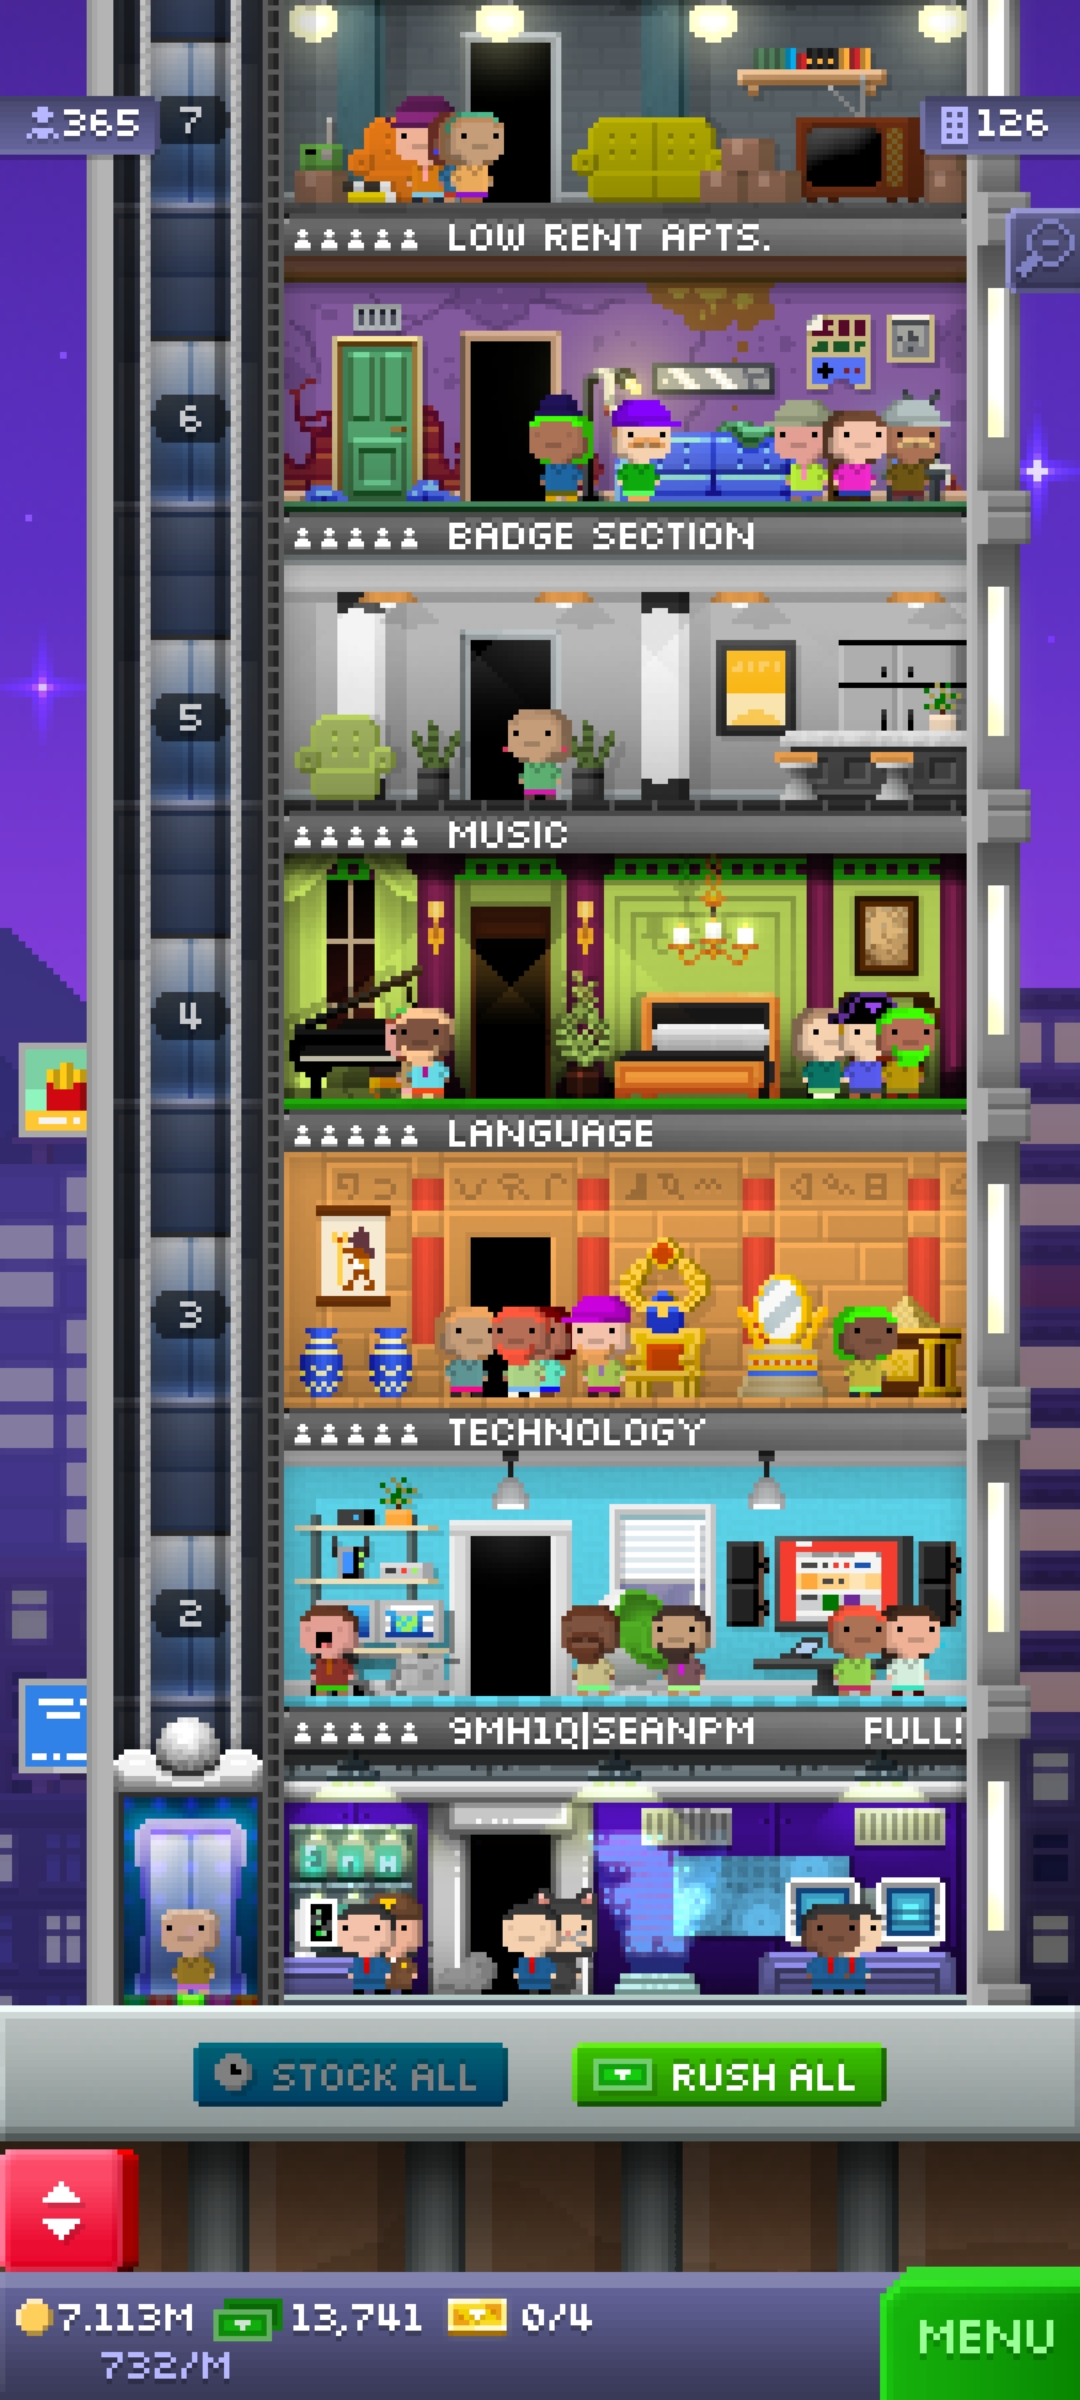 7
365
126
LOW RENT APTS.
6
BADGE SECTION
5
MUSIC
4
LANGUAGE
3
TECHNOLOGY
2
9MH1Q|SEANPM FULL!
STOCK ALL
RUSH ALL
7.113M 13,741 0/4
732/M
MENU